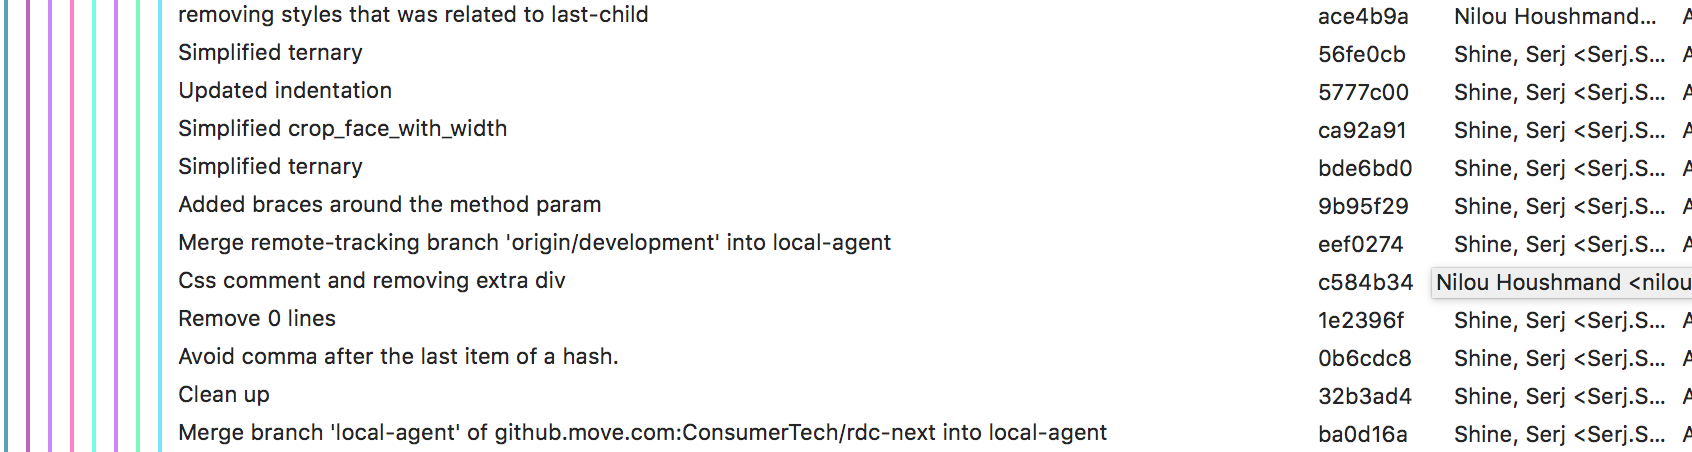 removing styles that was related to last-child ace4b9a Nilou Houshmand... A
Simplified ternary 56fe0cb Shine, Serj <Serj.S... A
Updated indentation 5777c00 Shine, Serj <Serj.S... A
Simplified crop_face_with_width ca92a91 Shine, Serj <Serj.S... A
Simplified ternary bde6bd0 Shine, Serj <Serj.S... A
Added braces around the method param 9b95f29 Shine, Serj <Serj.S... A
Merge remote-tracking branch 'origin/development' into local-agent eef0274 Shine, Serj <Serj.S... A
Css comment and removing extra div c584b34 Nilou Houshmand <nilou
Remove 0 lines 1e2396f Shine, Serj <Serj.S... A
Avoid comma after the last item of a hash. 0b6cdc8 Shine, Serj <Serj.S... A
Clean up 32b3ad4 Shine, Serj <Serj.S... A
Merge branch 'local-agent' of github.move.com:ConsumerTech/rdc-next into local-agent ba0d16a Shine, Serj <Serj.S... A